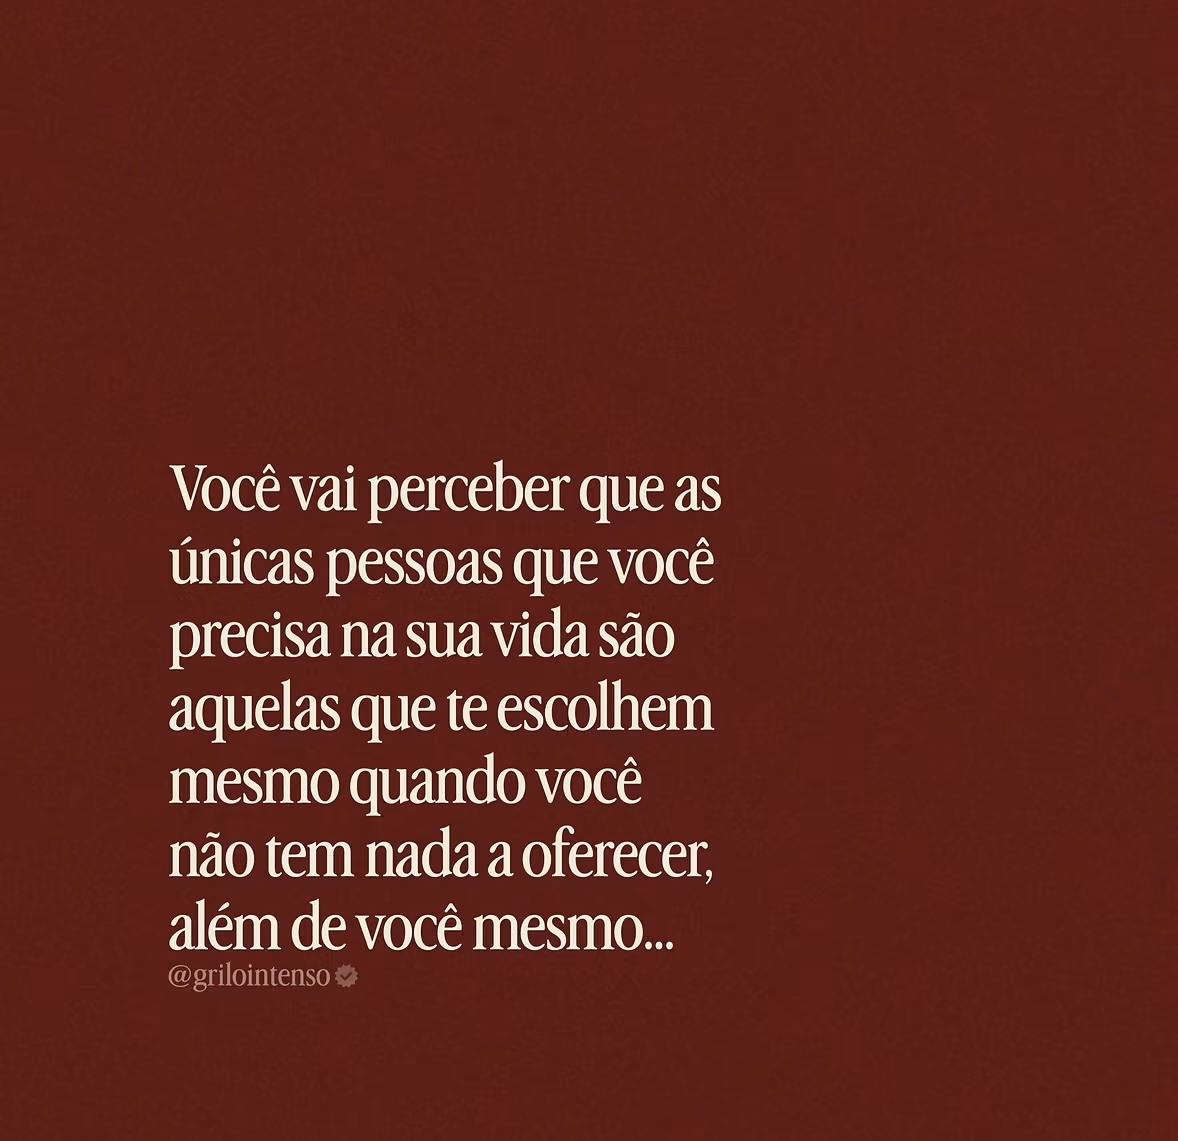 Você vai perceber que as
únicas pessoas que você
precisa na sua vida são
aquelas que te escolhem
mesmo quando você
não tem nada a oferecer,
além de você mesmo...
@grilointenso